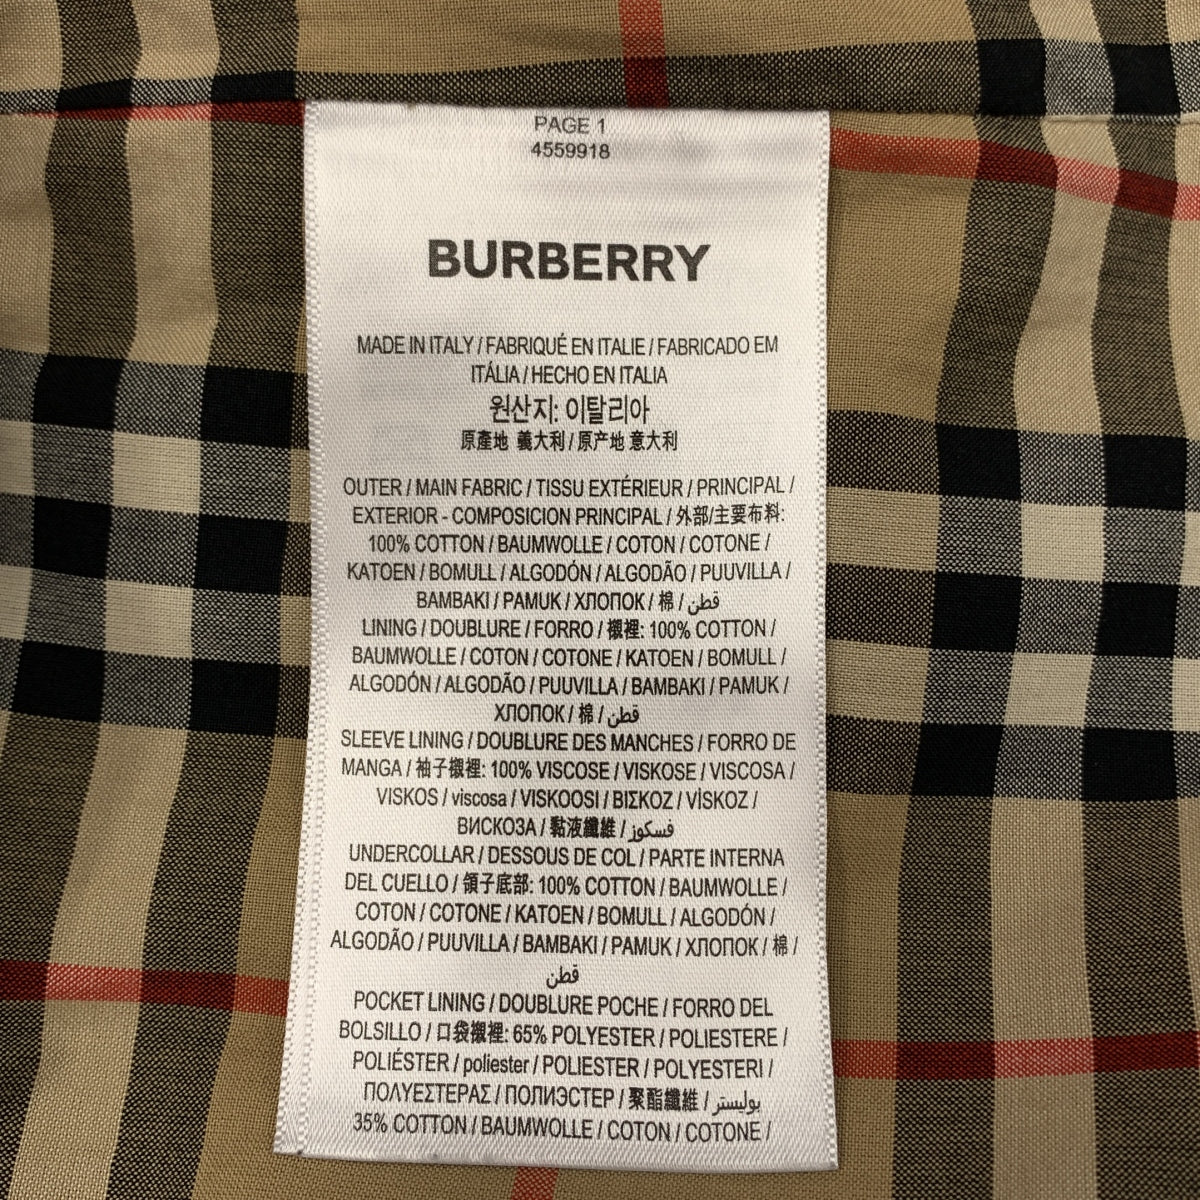 PAGE 1
4559918
BURBERRY
MADE IN ITALY / FABRIQUÉ EN ITALIE / FABRICADO EM
ITÁLIA / HECHO EN ITALIA
원산지: 이탈리아
原產地 義大利 / 原产地 意大利
OUTER / MAIN FABRIC / TISSU EXTÉRIEUR / PRINCIPAL /
EXTERIOR - COMPOSICION PRINCIPAL / 外部/主要布料:
100% COTTON / BAUMWOLLE / COTON / COTONE /
KATOEN / BOMULL / ALGODÓN / ALGODÃO / PUUVILLA /
ΒΑΜΒΑΚΙ / PAMUK / ХЛОПОК / 棉 / قطن
LINING / DOUBLURE / FORRO / 襯裡: 100% COTTON /
BAUMWOLLE / COTON / COTONE / KATOEN / BOMULL /
ALGODÓN / ALGODÃO / PUUVILLA / ΒΑΜΒΑΚΙ / PAMUK /
ХЛОПОК / 棉 / قطن
SLEEVE LINING / DOUBLURE DES MANCHES / FORRO DE
MANGA / 袖子襯裡: 100% VISCOSE / VISKOSE / VISCOSA /
VISKOS / viscosa / VISKOOSI / ΒΙΣΚΟΖ / VİSKOZ /
ВИСКОЗА / 黏液纖維 / فسكوز
UNDERCOLLAR / DESSOUS DE COL / PARTE INTERNA
DEL CUELLO / 領子底部: 100% COTTON / BAUMWOLLE /
COTON / COTONE / KATOEN / BOMULL / ALGODÓN /
ALGODÃO / PUUVILLA / ΒΑΜΒΑΚΙ / PAMUK / ХЛОПОК / 棉 /
قطن
POCKET LINING / DOUBLURE POCHE / FORRO DEL
BOLSILLO / 口袋襯裡: 65% POLYESTER / POLIESTERE /
POLIÉSTER / poliester / POLIESTER / POLYESTERI /
ΠΟΛΥΕΣΤΕΡΑΣ / ПОЛИЭСТЕР / 聚酯纖維 / بوليستر
35% COTTON / BAUMWOLLE / COTON / COTONE /